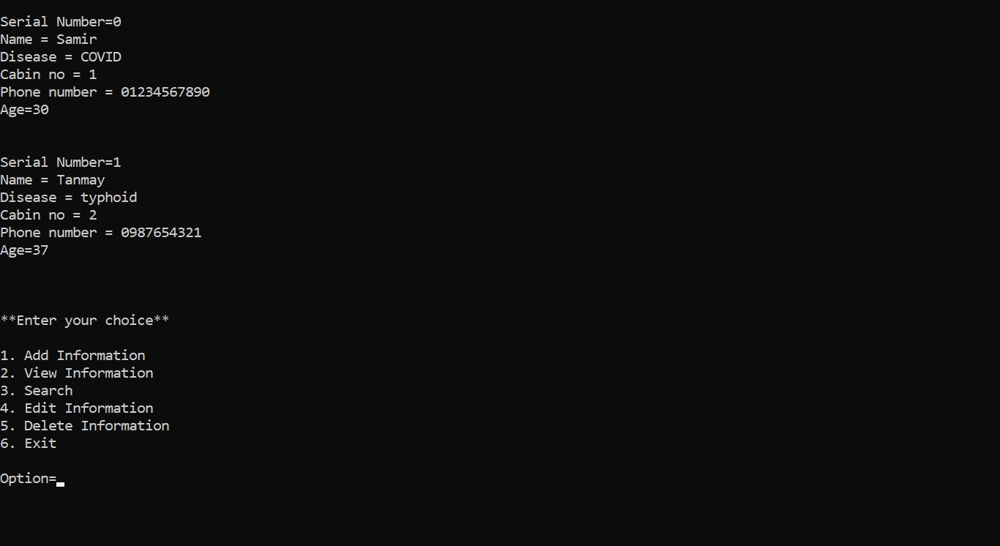 Serial Number=0
Name = Samir
Disease = COVID
Cabin no = 1
Phone number = 01234567890
Age=30
Serial Number=1
Name = Tanmay
Disease = typhoid
Cabin no = 2
Phone number = 0987654321
Age=37
**Enter your choice**
1. Add Information
2. View Information
3. Search
4. Edit Information
5. Delete Information
6. Exit
Option=